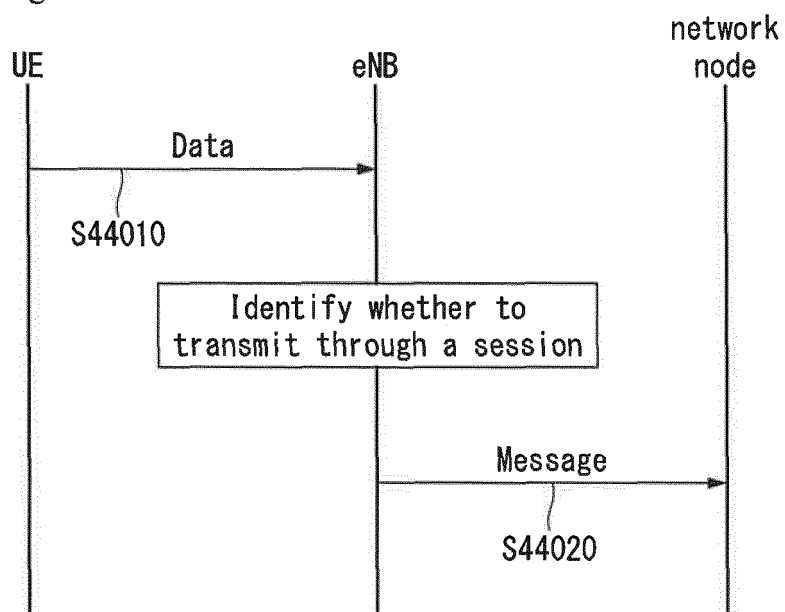 network
UE eNB node
Data
S44010
Identify whether to
transmit through a session
Message
S44020